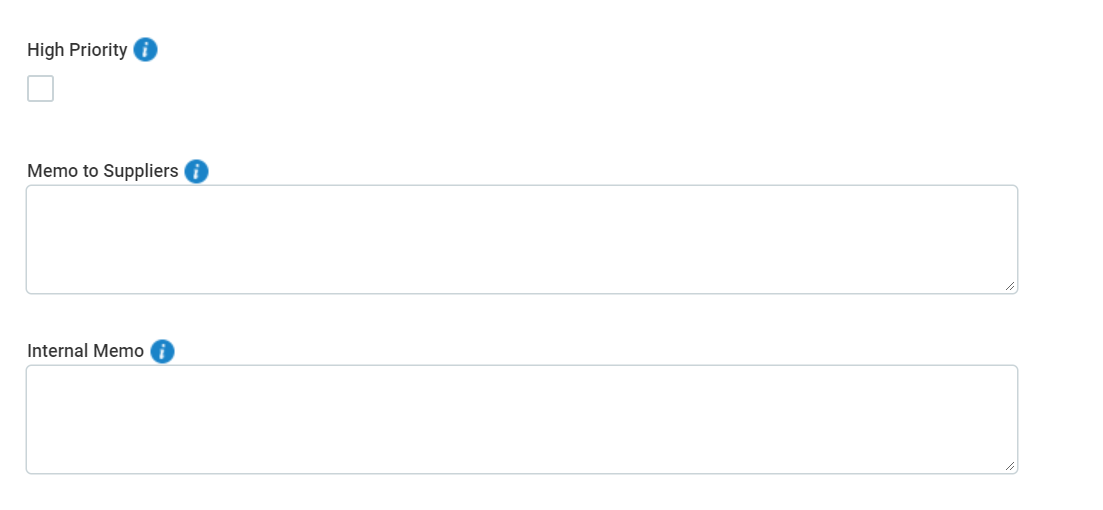 High Priority
Memo to Suppliers
Internal Memo